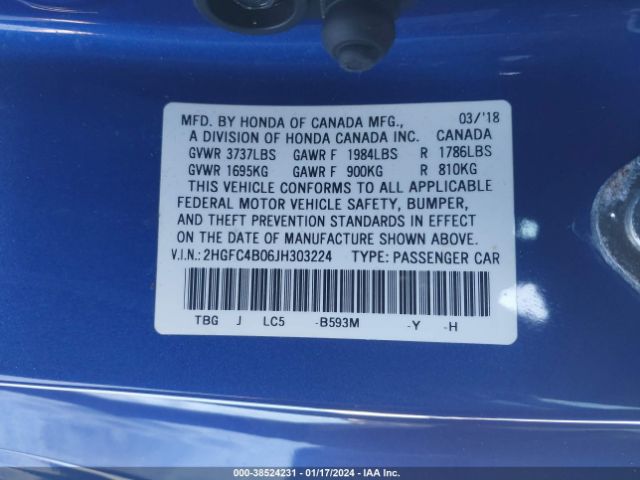 MFD. BY HONDA OF CANADA MFG., 03/'18
A DIVISION OF HONDA CANADA INC. CANADA
GVWR 3737LBS GAWR F 1984LBS R 1786LBS
GVWR 1695KG GAWR F 900KG R 810KG
THIS VEHICLE CONFORMS TO ALL APPLICABLE
FEDERAL MOTOR VEHICLE SAFETY, BUMPER,
AND THEFT PREVENTION STANDARDS IN EFFECT
ON THE DATE OF MANUFACTURE SHOWN ABOVE.
V.I.N.: 2HGFC4B06JH303224 TYPE: PASSENGER CAR
TBG J LC5 -B593M -Y -H
000-38524231 - 01/17/2024 - IAA Inc.